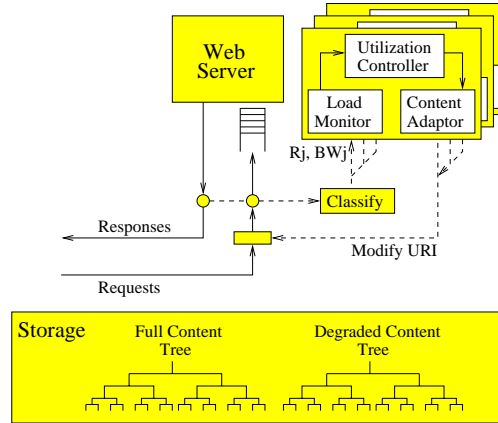 Web
Server
Utilization
Controller
Load
Monitor
Content
Adaptor
Rj, BWj
Classify
Responses
Modify URI
Requests
Storage
Full Content
Tree
Degraded Content
Tree